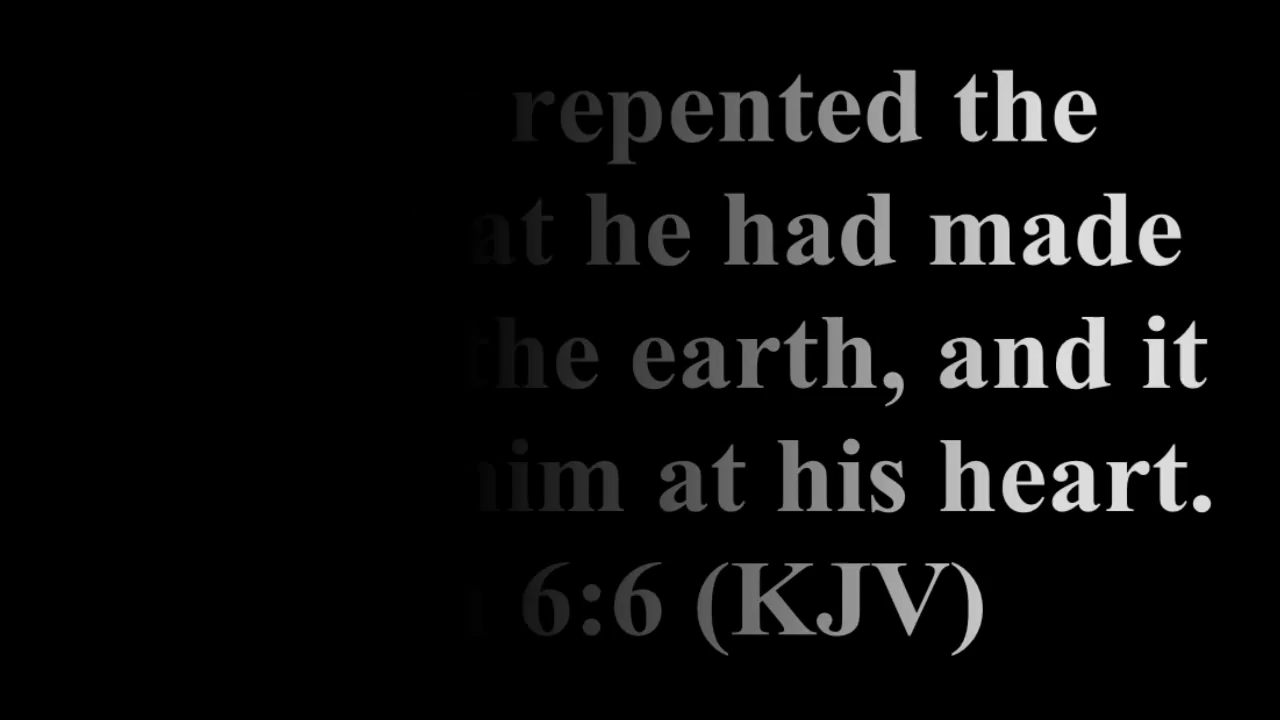 repented the
at he had made
the earth, and it
him at his heart.
6:6 (KJV)